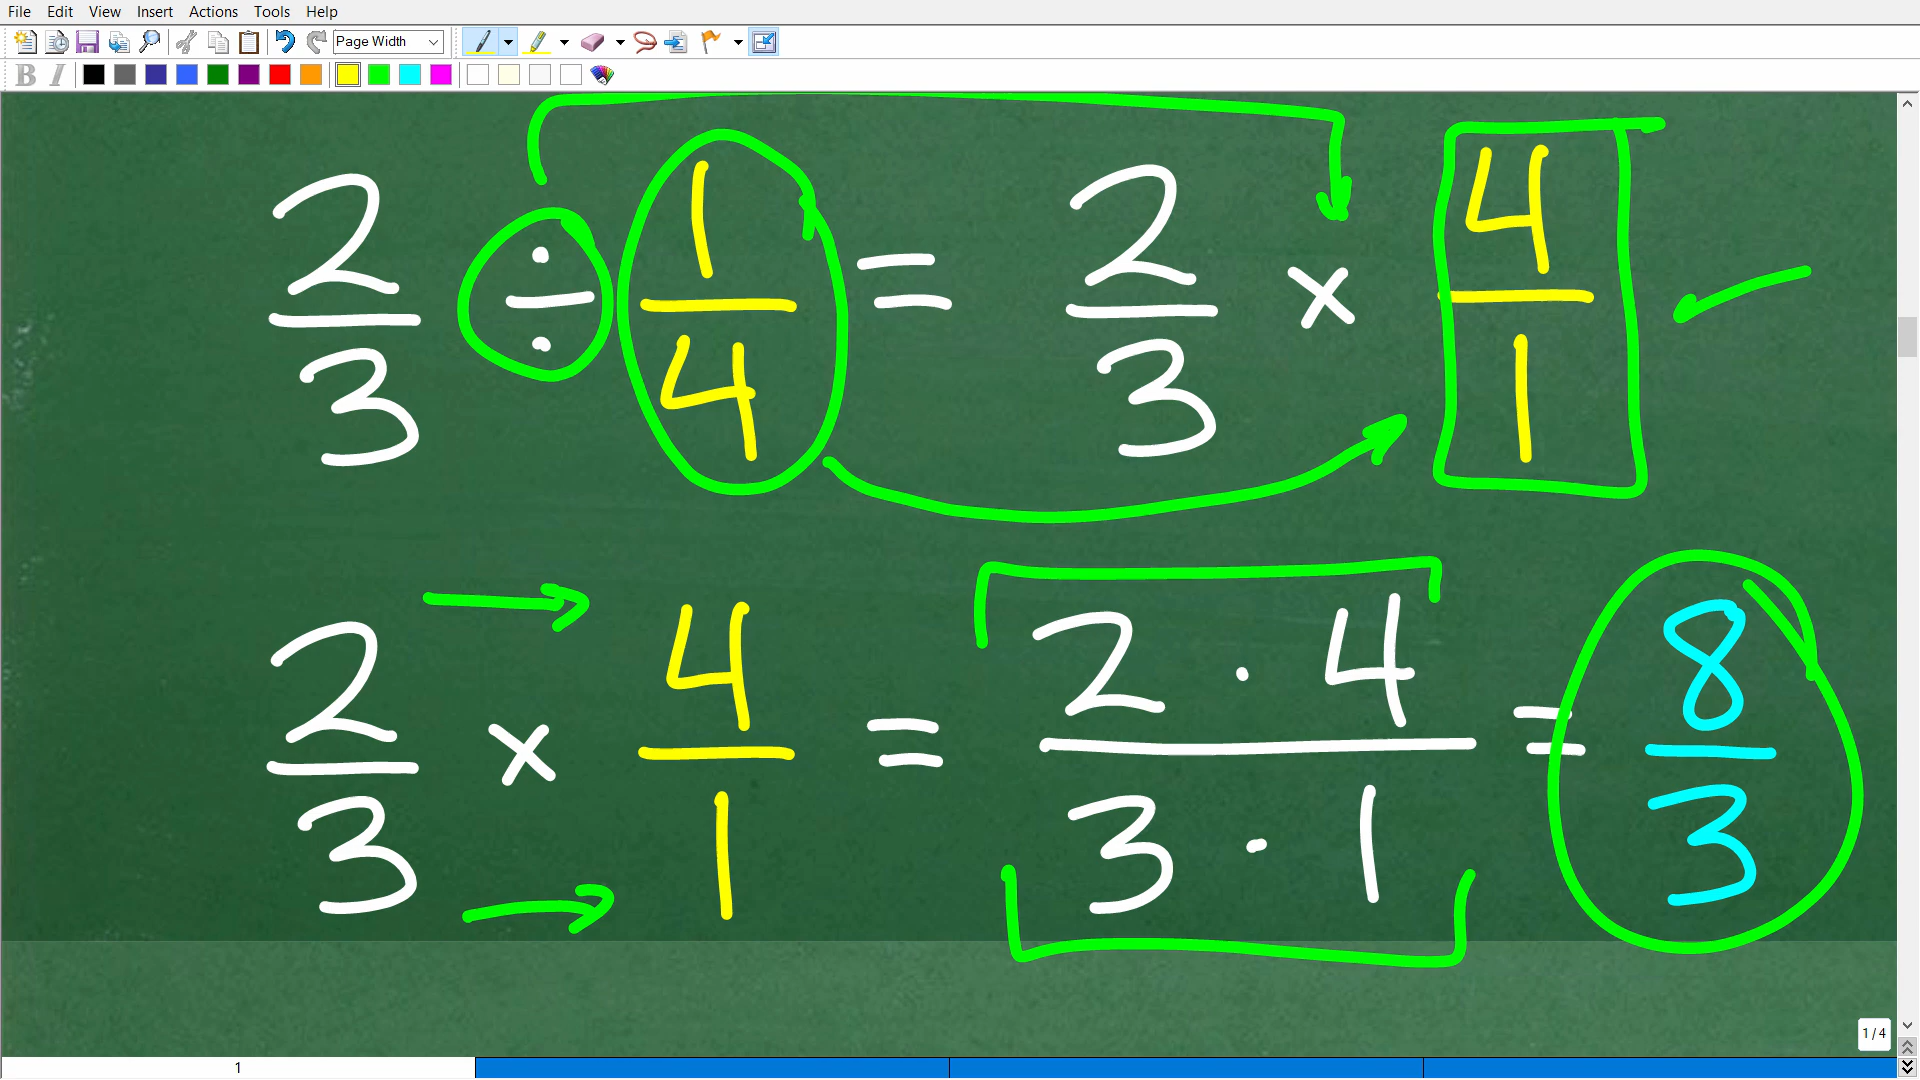 File Edit View Insert Actions Tools Help
Page Width
B I
2/3 ÷ 1/4 = 2/3 × 4/1
2/3 × 4/1 = 2 · 4 / 3 · 1 = 8/3
1 / 4
1